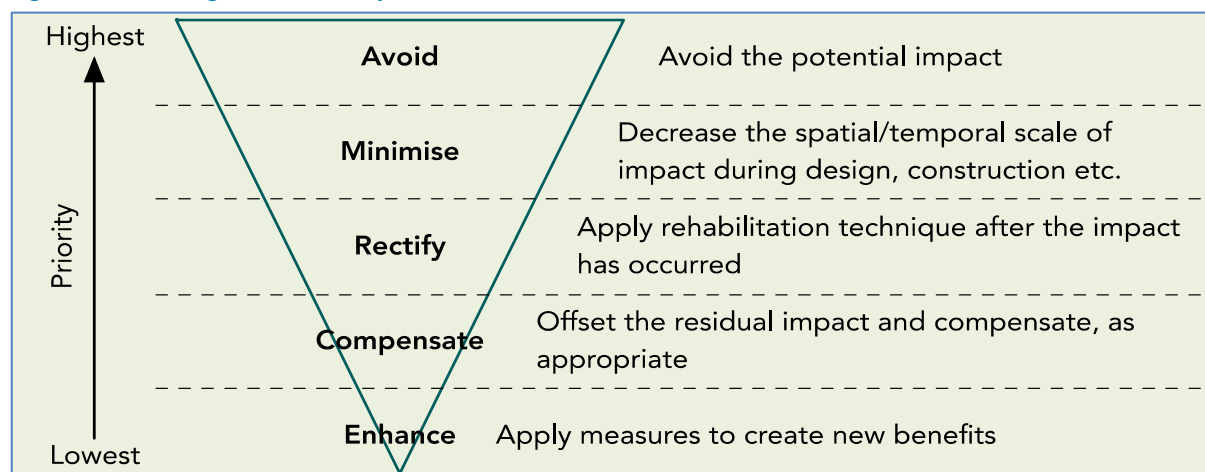 Highest
Avoid
Avoid the potential impact
Minimise
Decrease the spatial/temporal scale of
impact during design, construction etc.
Priority
Rectify
Apply rehabilitation technique after the impact
has occurred
Compensate
Offset the residual impact and compensate, as
appropriate
Enhance
Apply measures to create new benefits
Lowest